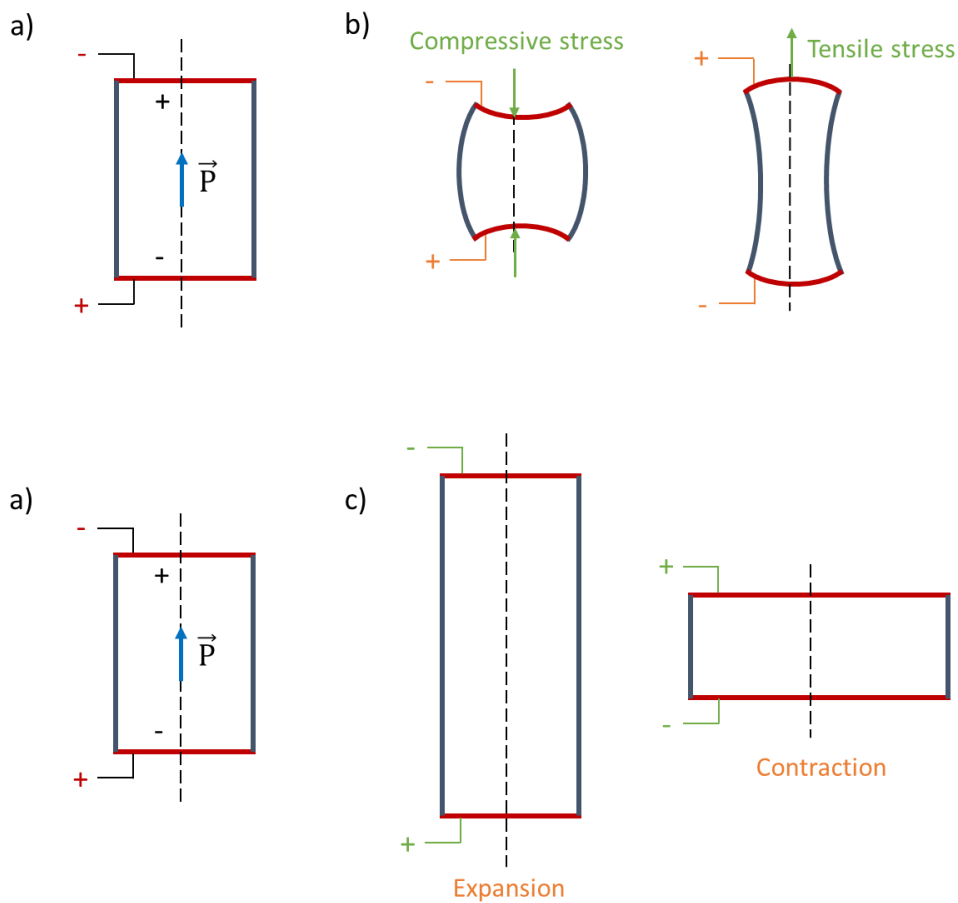 a)
-
+
P
-
+
b)
Compressive stress
-
+
Tensile stress
+
-
a)
-
+
P
-
+
c)
-
+
Expansion
+
-
Contraction